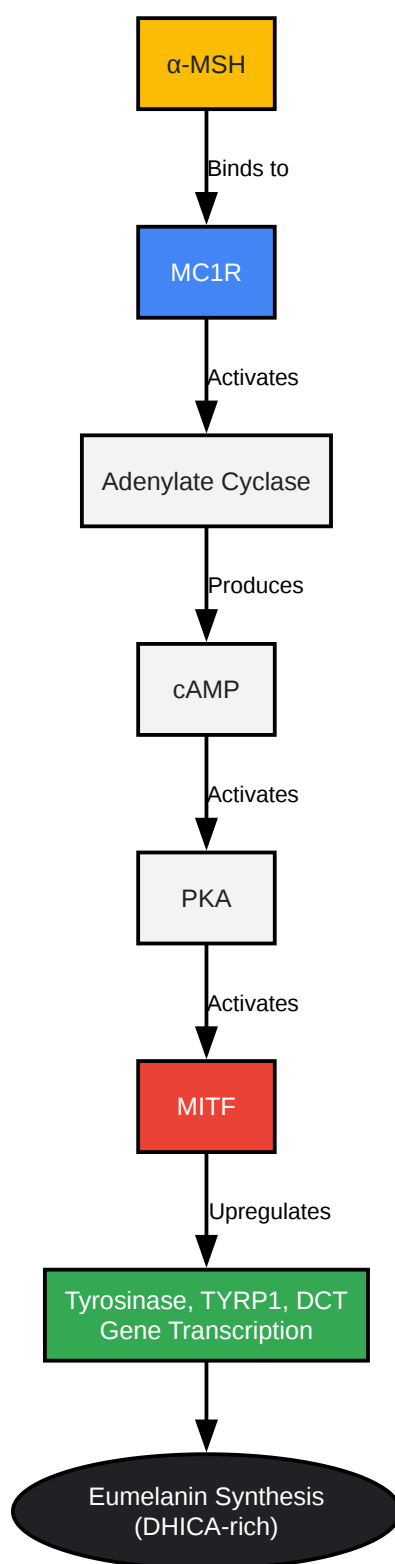 α-MSH
Binds to
MC1R
Activates
Adenylate Cyclase
Produces
cAMP
Activates
PKA
Activates
MITF
Upregulates
Tyrosinase, TYRP1, DCT
Gene Transcription
Eumelanin Synthesis
(DHICA-rich)